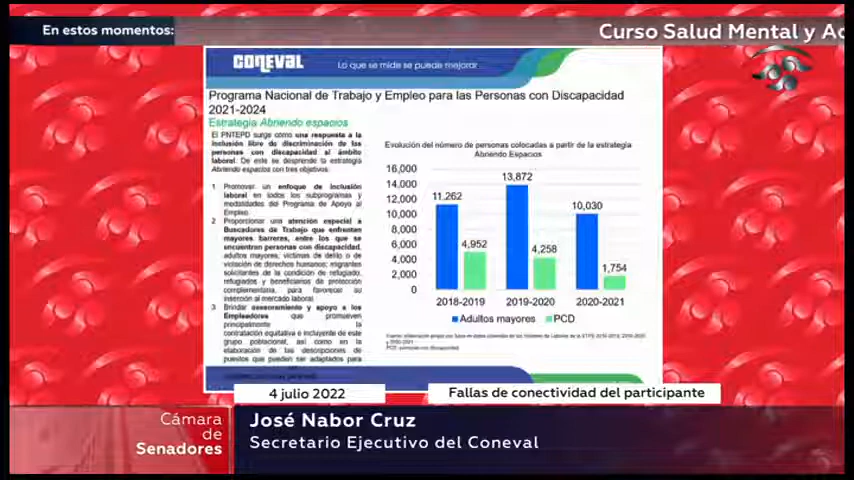 En estos momentos:
Curso Salud Mental y Ac
CONEVAL
Lo que se mide se puede mejorar
Programa Nacional de Trabajo y Empleo para las Personas con Discapacidad
2021-2024
Estrategia Abriendo espacios
El PNTEPD surge como una respuesta a la
inclusión libre de discriminación de las
personas con discapacidad al ámbito
laboral. De este se desprende la estrategia
Abriendo espacios con tres objetivos:
1 Promover un enfoque de inclusión
laboral en todos los subprogramas y
modalidades del Programa de Apoyo al
Empleo.
2 Proporcionar una atención especial a
Buscadores de Trabajo que enfrenten
mayores barreras, entre los que se
encuentran personas con discapacidad,
adultos mayores, víctimas de delito o de
violación de derechos humanos; migrantes
solicitantes de la condición de refugiado,
refugiados y beneficiarios de protección
complementaria, para favorecer su
inserción al mercado laboral
3 Brindar asesoramiento y apoyo a los
Empleadores que promueven
principalmente la
contratación equitativa e incluyente de este
grupo poblacional, así como en la
elaboración de las descripciones de
puestos que pueden ser adaptados para
Evolución del número de personas colocadas a partir de la estrategia
Abriendo Espacios
16,000
14,000
12,000
10,000
8,000
6,000
4,000
2,000
0
11,262
4,952
13,872
4,258
10,030
1,754
2018-2019
2019-2020
2020-2021
Adultos mayores
PCD
4 julio 2022
Fallas de conectividad del participante
Cámara
de
Senadores
José Nabor Cruz
Secretario Ejecutivo del Coneval